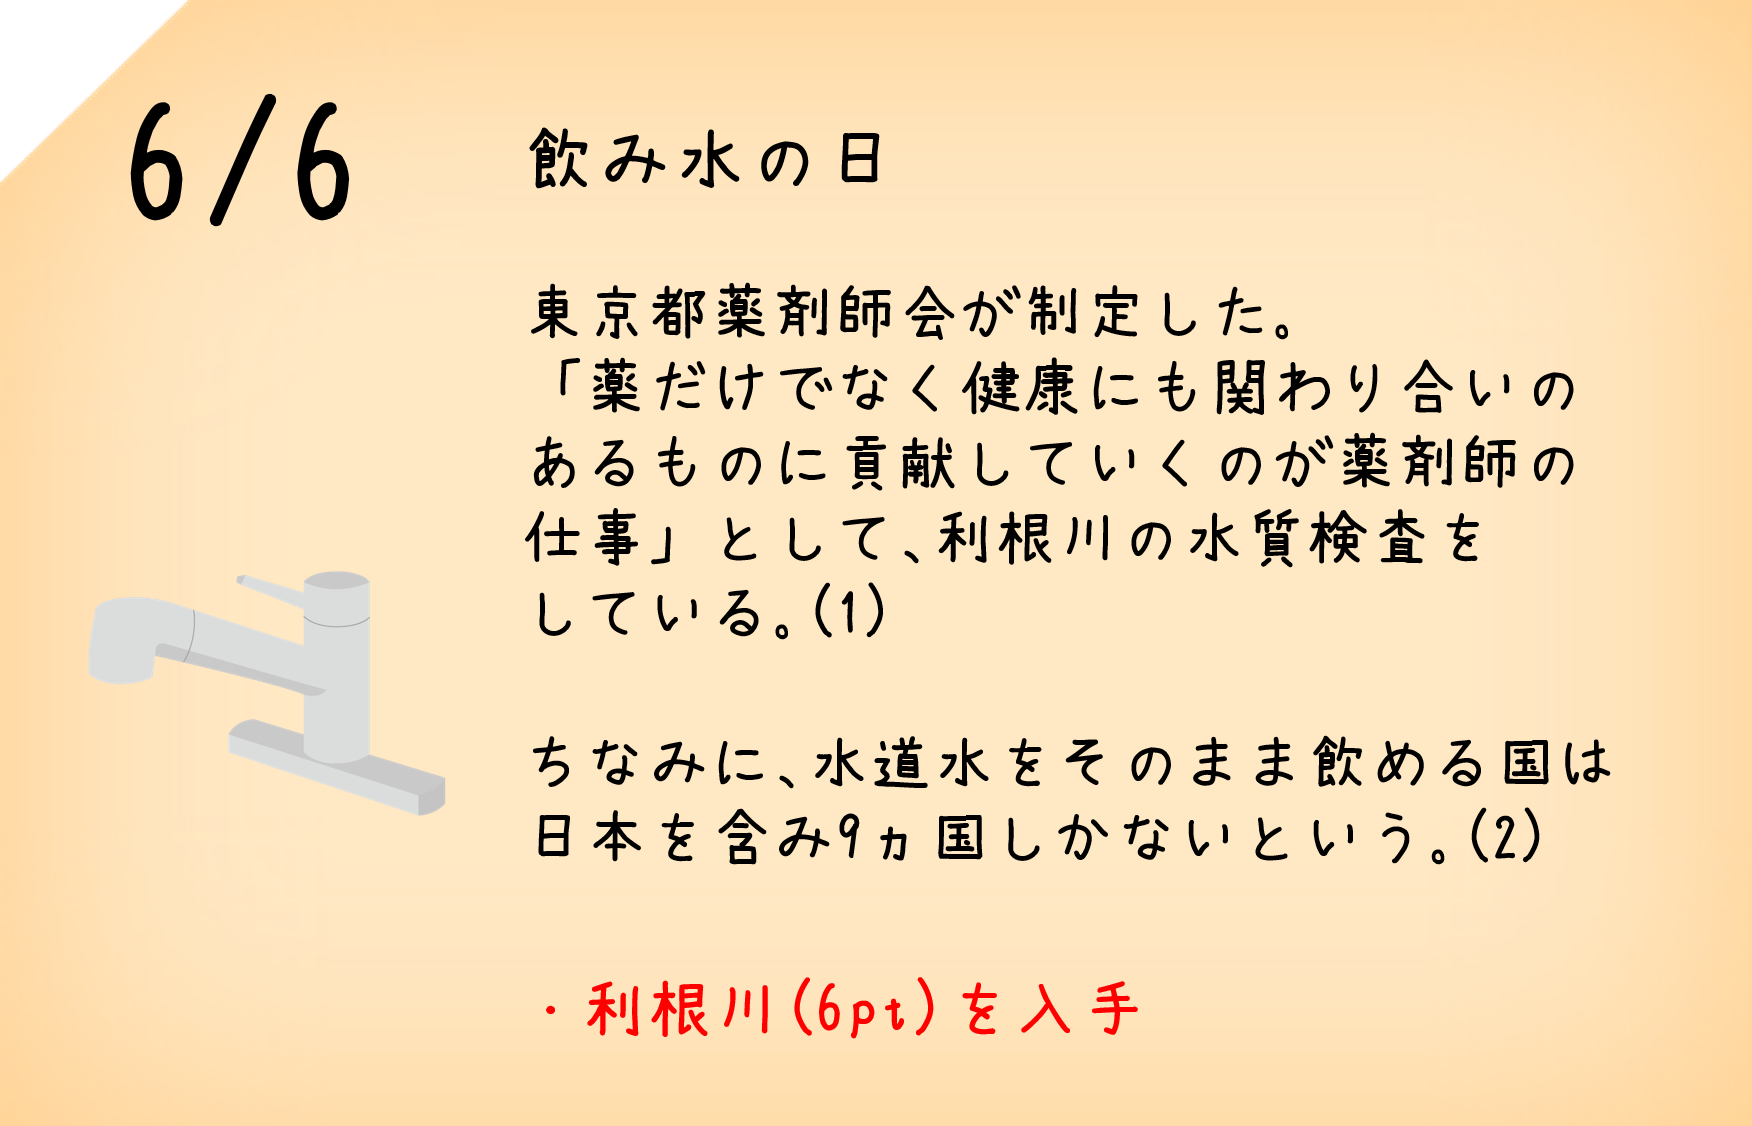 6/6
飲み水の日
東京都薬剤師会が制定した。
「薬だけでなく健康にも関わり合いの
あるものに貢献していくのが薬剤師の
仕事」として、利根川の水質検査を
している。(1)
ちなみに、水道水をそのまま飲める国は
日本を含み9ヵ国しかないという。(2)
・利根川(6pt)を入手